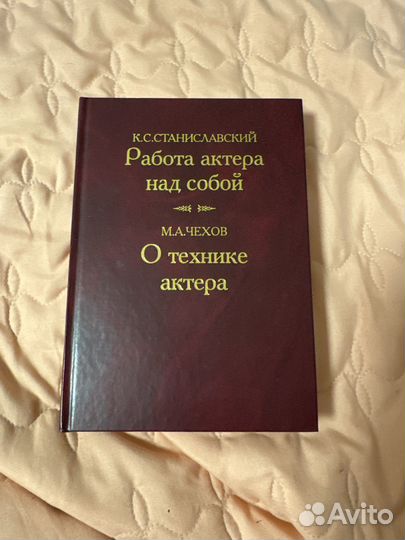 К.С.СТАНИСЛАВСКИЙ
Работа актера
над собой
М.А.ЧЕХОВ
О технике
актера
Avito